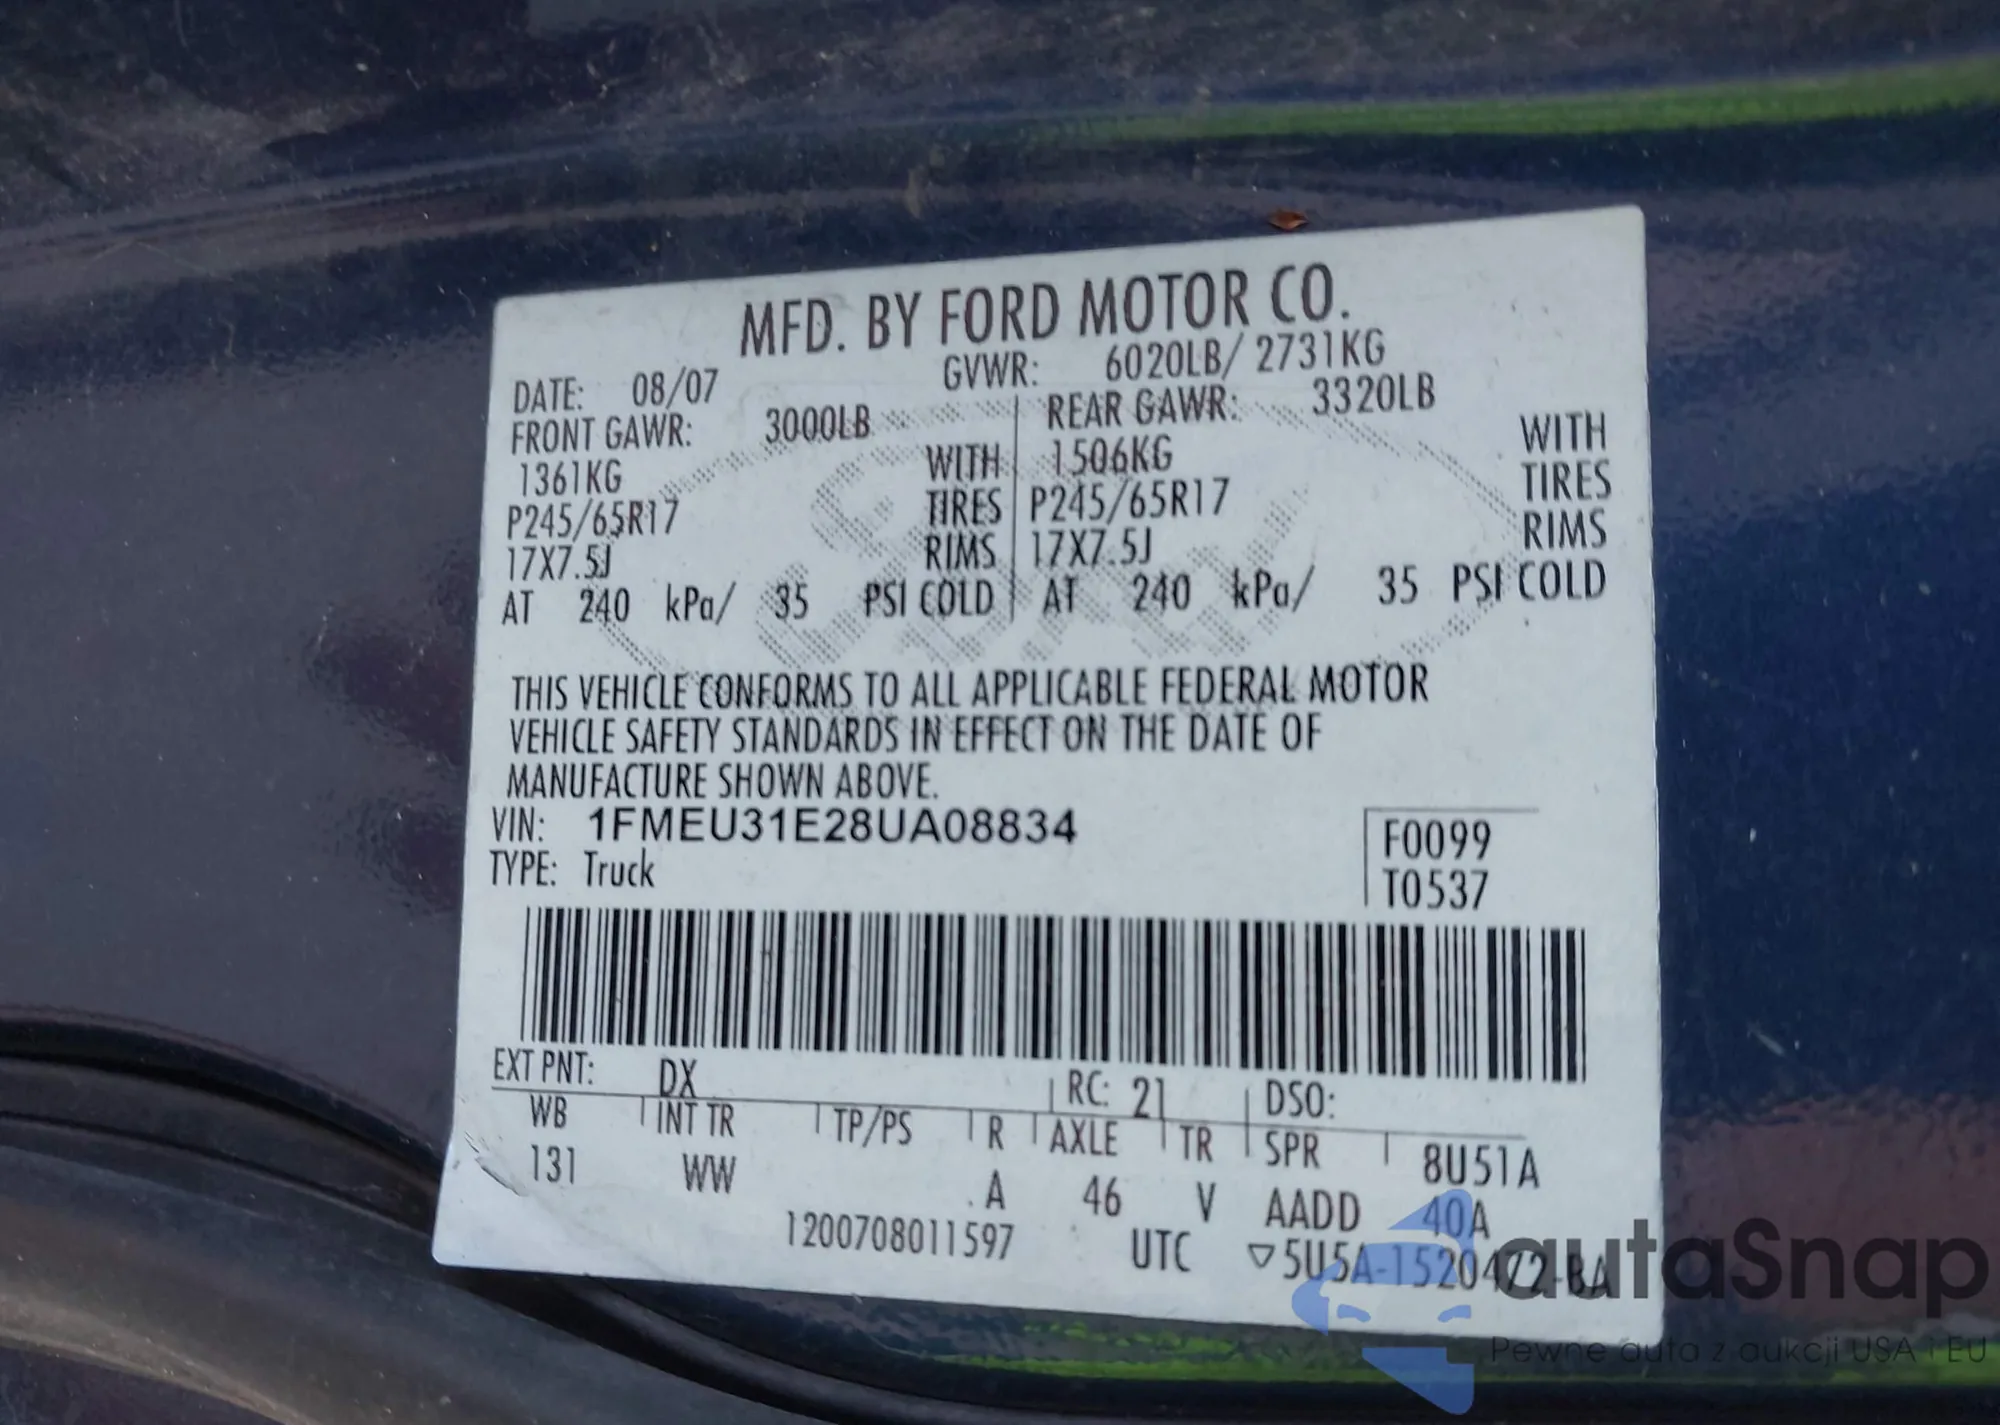 MFD. BY FORD MOTOR CO.
DATE: 08/07 GVWR: 6020LB/ 2731KG
FRONT GAWR: 3000LB REAR GAWR: 3320LB
1361KG WITH 1506KG WITH
P245/65R17 TIRES P245/65R17 TIRES
17X7.5J RIMS 17X7.5J RIMS
AT 240 kPa/ 35 PSI COLD AT 240 kPa/ 35 PSI COLD
THIS VEHICLE CONFORMS TO ALL APPLICABLE FEDERAL MOTOR
VEHICLE SAFETY STANDARDS IN EFFECT ON THE DATE OF
MANUFACTURE SHOWN ABOVE.
VIN: 1FMEU31E28UA08834 F0099
TYPE: Truck T0537
EXT PNT: DX RC: 21 DSO:
WB INT TR TP/PS R AXLE TR SPR 8U51A
131 WW A 46 V AADD 40A
1200708011597 UTC ▽5U5A-1520472-BA
autaSnap
Pewne auta z aukcji USA i EU